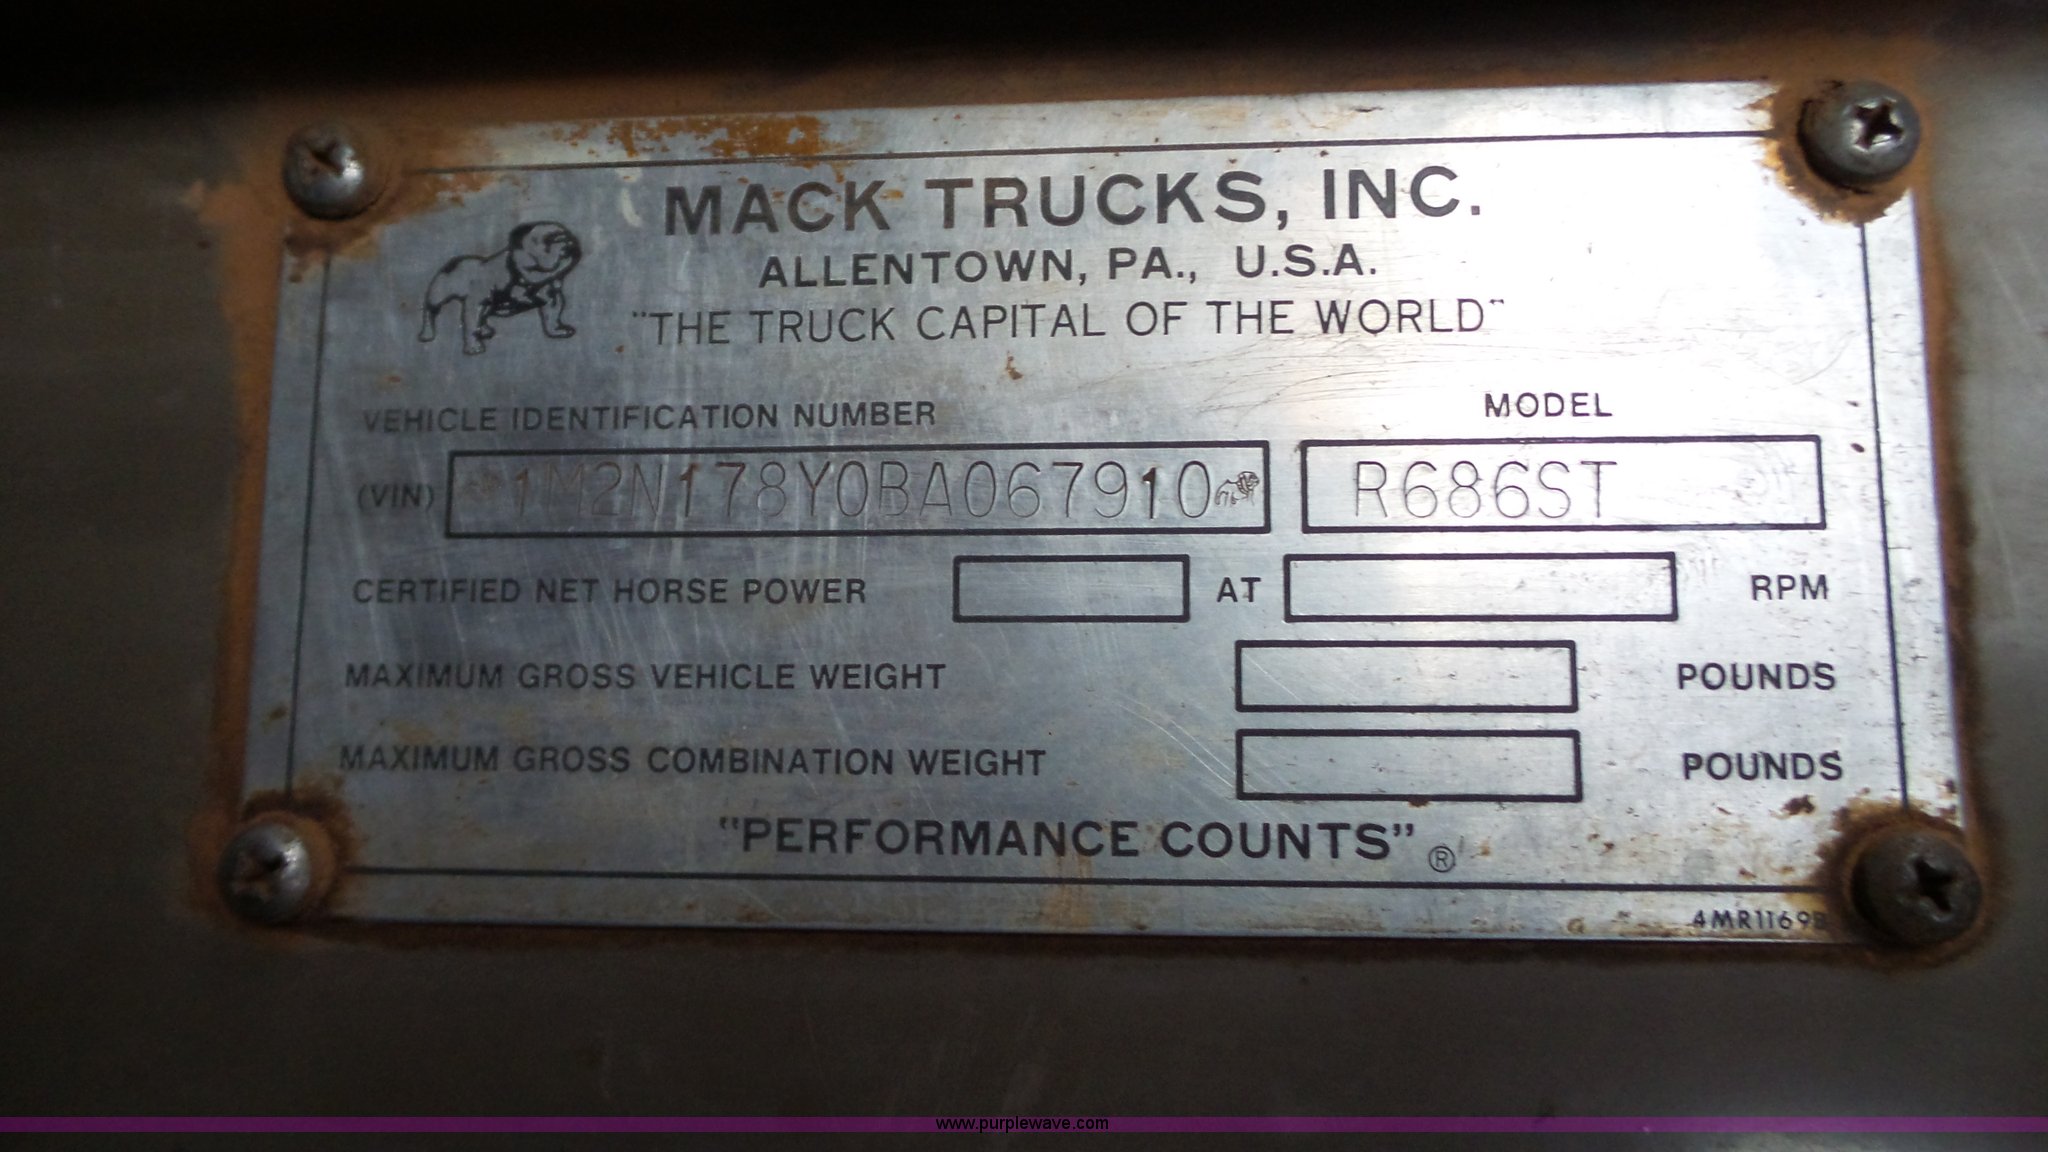 MACK TRUCKS, INC.
ALLENTOWN, PA., U.S.A.
"THE TRUCK CAPITAL OF THE WORLD"
VEHICLE IDENTIFICATION NUMBER
MODEL
(VIN) 1M2N178Y0BA067910 R686ST
CERTIFIED NET HORSE POWER AT RPM
MAXIMUM GROSS VEHICLE WEIGHT POUNDS
MAXIMUM GROSS COMBINATION WEIGHT POUNDS
"PERFORMANCE COUNTS" ®
www.purplewave.com